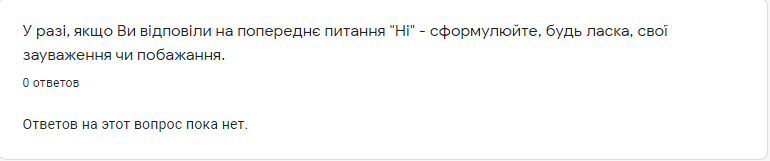 У разі, якщо Ви відповіли на попереднє питання "Ні" - сформулюйте, будь ласка, свої
зауваження чи побажання.
0 ответов
Ответов на этот вопрос пока нет.